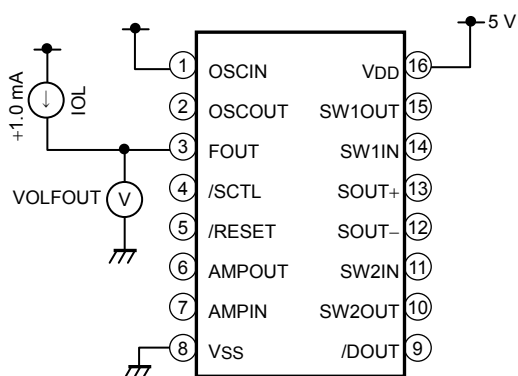 5 V
+1.0 mA
IOL
VOLFOUT
V
1 OSCIN
2 OSCOUT
3 FOUT
4 /SCTL
5 /RESET
6 AMPOUT
7 AMPIN
8 VSS
VDD 16
SW1OUT 15
SW1IN 14
SOUT+ 13
SOUT− 12
SW2IN 11
SW2OUT 10
/DOUT 9